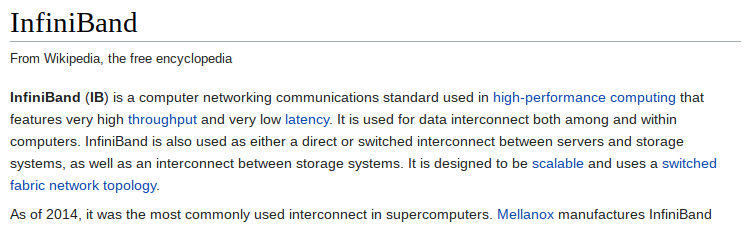 InfiniBand
From Wikipedia, the free encyclopedia
InfiniBand (IB) is a computer networking communications standard used in high-performance computing that
features very high throughput and very low latency. It is used for data interconnect both among and within
computers. InfiniBand is also used as either a direct or switched interconnect between servers and storage
systems, as well as an interconnect between storage systems. It is designed to be scalable and uses a switched
fabric network topology.
As of 2014, it was the most commonly used interconnect in supercomputers. Mellanox manufactures InfiniBand